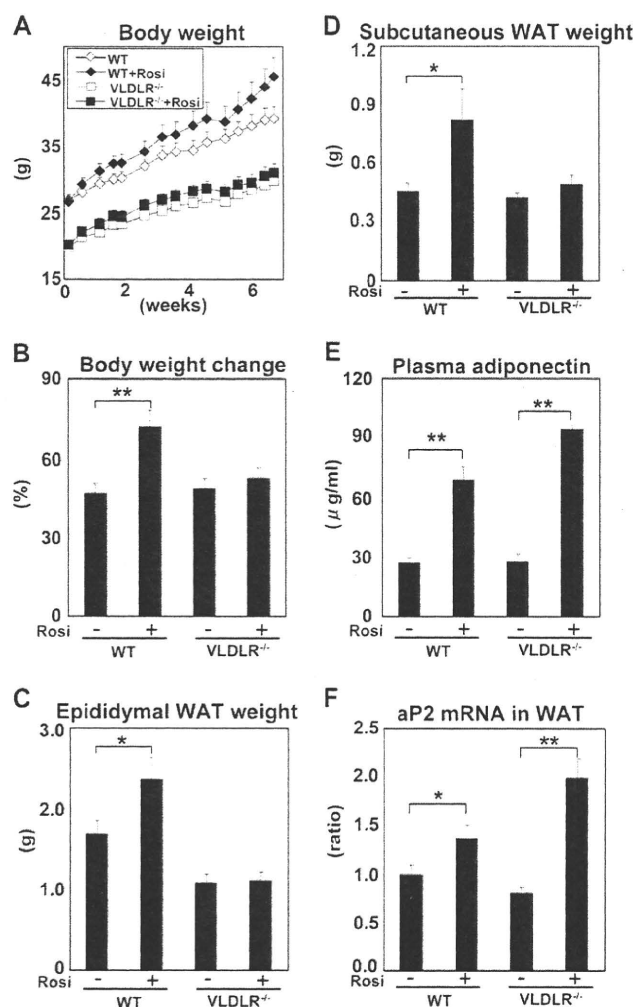 A Body weight
45
35
(g)
25
15
WT
WT+Rosi
VLDLR-/-
VLDLR-/-+Rosi
0 2 4 6
(weeks)
B Body weight change
90
60
(%)
30
0
**
Rosi - + - +
WT VLDLR-/-
C Epididymal WAT weight
3.0
2.0
(g)
1.0
0
*
Rosi - + - +
WT VLDLR-/-
D Subcutaneous WAT weight
1.2
0.9
(g)
0.6
0.3
0
*
Rosi - + - +
WT VLDLR-/-
E Plasma adiponectin
120
90
(μg/ml)
60
30
0
** **
Rosi - + - +
WT VLDLR-/-
F aP2 mRNA in WAT
2.5
2.0
(ratio)
1.5
1.0
0.5
0
* **
Rosi - + - +
WT VLDLR-/-